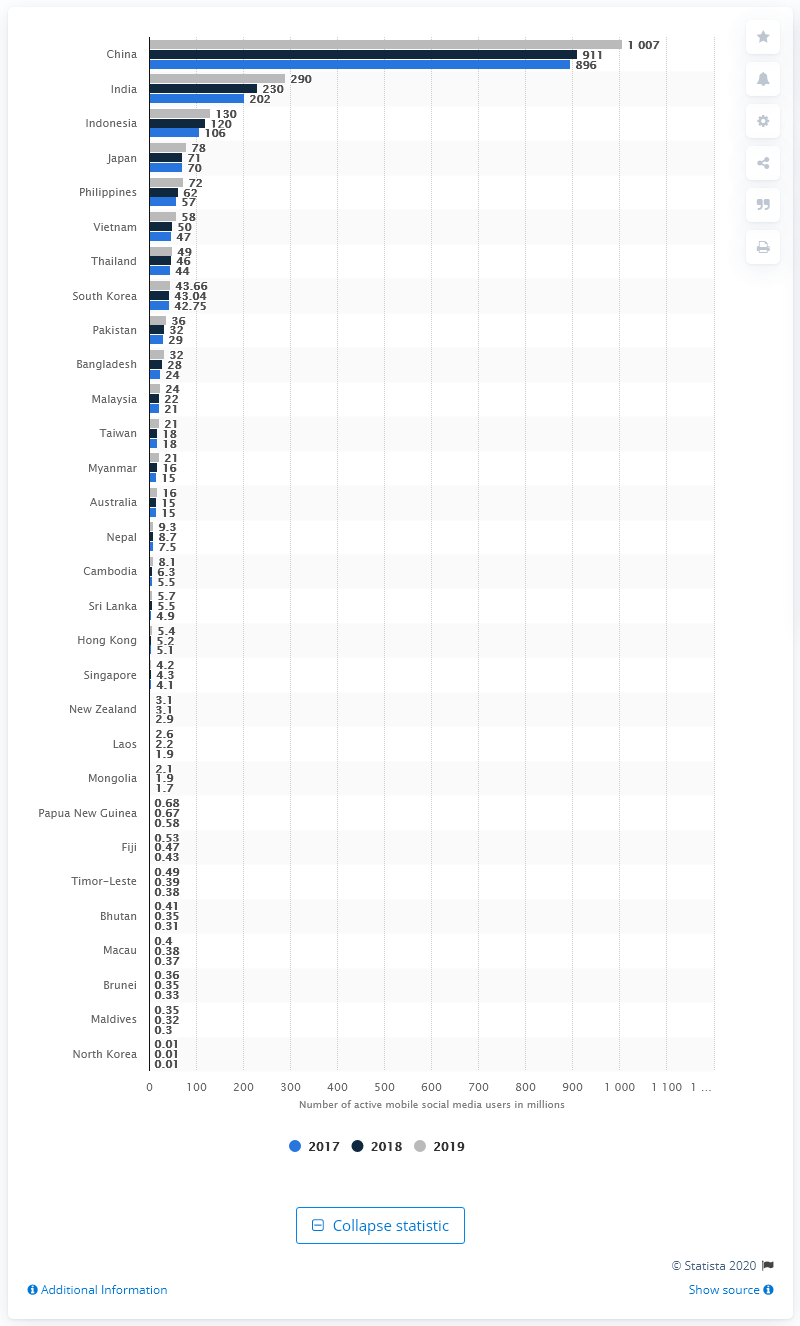 China 1 007
911
896
India 290
230
202
Indonesia 130
120
106
Japan 78
71
70
Philippines 72
62
57
Vietnam 58
50
47
Thailand 49
46
44
South Korea 43.66
43.04
42.75
Pakistan 36
32
29
Bangladesh 32
28
24
Malaysia 24
22
21
Taiwan 21
18
18
Myanmar 21
16
15
Australia 16
15
15
Nepal 9.3
8.7
7.5
Cambodia 8.1
6.3
5.5
Sri Lanka 5.7
5.5
4.9
Hong Kong 5.4
5.2
5.1
Singapore 4.2
4.3
4.1
New Zealand 3.1
3.1
2.9
Laos 2.6
2.2
1.9
Mongolia 2.1
1.9
1.7
Papua New Guinea 0.68
0.67
0.58
Fiji 0.53
0.47
0.43
Timor-Leste 0.49
0.39
0.38
Bhutan 0.41
0.35
0.31
Macau 0.4
0.38
0.37
Brunei 0.36
0.35
0.33
Maldives 0.35
0.32
0.3
North Korea 0.01
0.01
0.01
0 100 200 300 400 500 600 700 800 900 1 000 1 100 1 ...
Number of active mobile social media users in millions
2017 2018 2019
Collapse statistic
© Statista 2020
Additional Information Show source